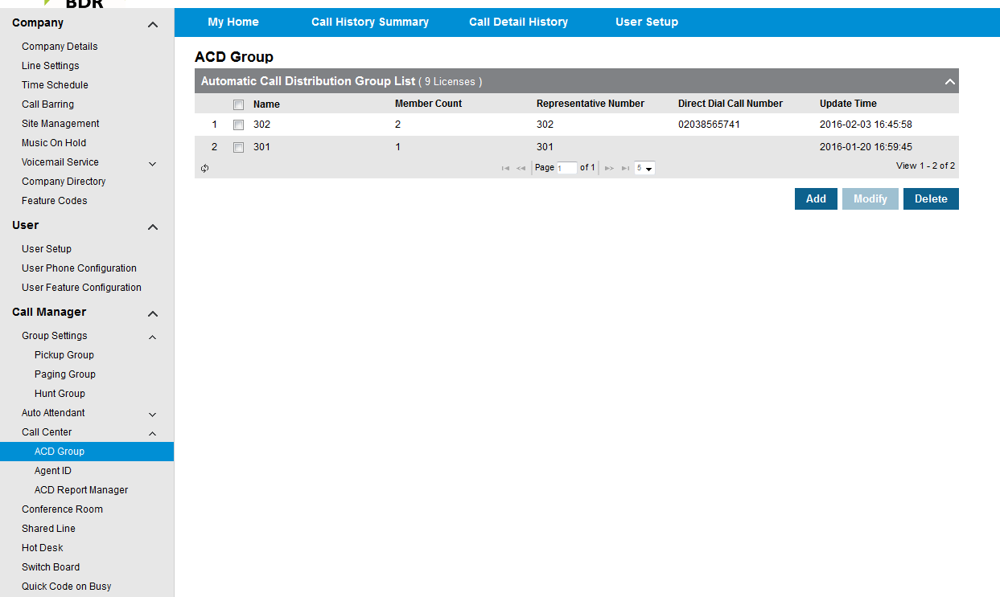 BDR
Company
Company Details
Line Settings
Time Schedule
Call Barring
Site Management
Music On Hold
Voicemail Service
Company Directory
Feature Codes
User
User Setup
User Phone Configuration
User Feature Configuration
Call Manager
Group Settings
Pickup Group
Paging Group
Hunt Group
Auto Attendant
Call Center
ACD Group
Agent ID
ACD Report Manager
Conference Room
Shared Line
Hot Desk
Switch Board
Quick Code on Busy
My Home Call History Summary Call Detail History User Setup
ACD Group
Automatic Call Distribution Group List ( 9 Licenses )
Name Member Count Representative Number Direct Dial Call Number Update Time
1 302 2 302 02038565741 2016-02-03 16:45:58
2 301 1 301 2016-01-20 16:59:45
Page 1 of 1 5 View 1 - 2 of 2
Add Modify Delete